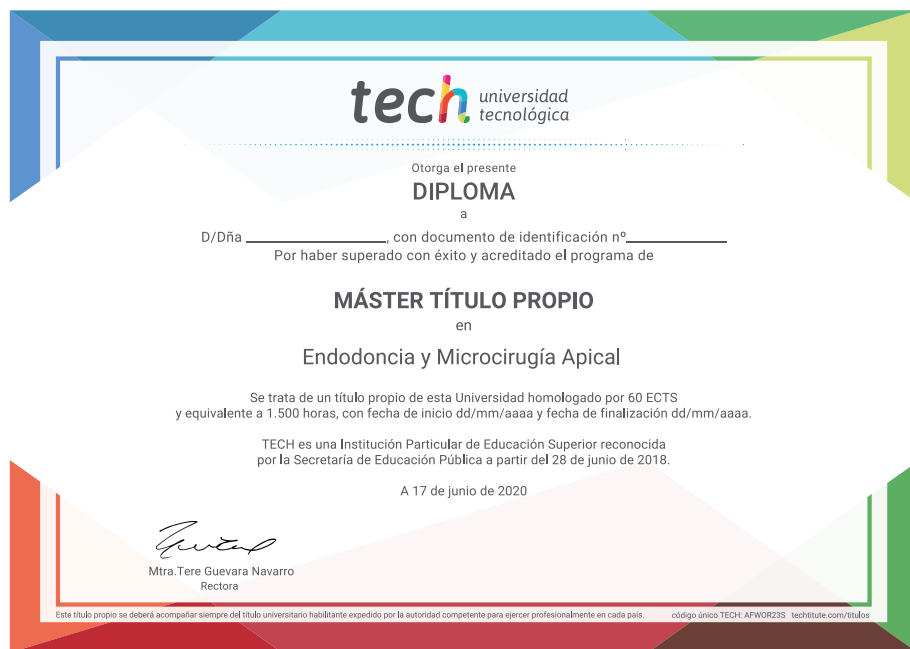 tech universidad
tecnológica
Otorga el presente
DIPLOMA
a
D/Dña ______________, con documento de identificación nº__________
Por haber superado con éxito y acreditado el programa de
MÁSTER TÍTULO PROPIO
en
Endodoncia y Microcirugía Apical
Se trata de un título propio de esta Universidad homologado por 60 ECTS
y equivalente a 1.500 horas, con fecha de inicio dd/mm/aaaa y fecha de finalización dd/mm/aaaa.
TECH es una Institución Particular de Educación Superior reconocida
por la Secretaría de Educación Pública a partir del 28 de junio de 2018.
A 17 de junio de 2020
Mtra.Tere Guevara Navarro
Rectora
Este título propio se deberá acompañar siempre del título universitario habilitante expedido por la autoridad competente para ejercer profesionalmente en cada país. código único TECH: AFWOR23S techtitute.com/titulos